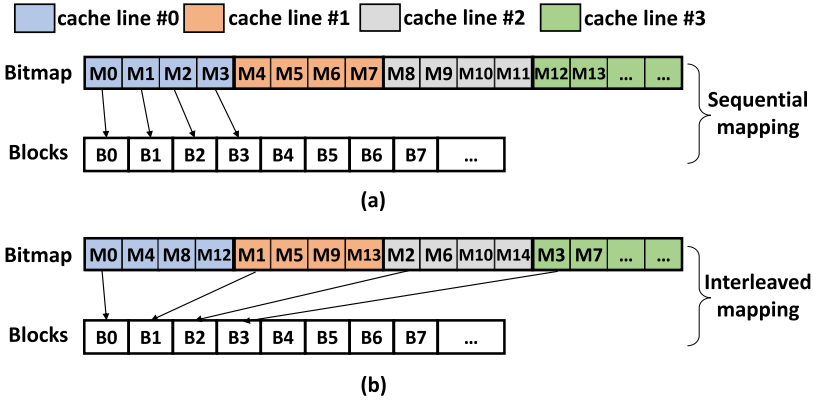 cache line #0 cache line #1 cache line #2 cache line #3
Bitmap M0 M1 M2 M3 M4 M5 M6 M7 M8 M9 M10 M11 M12 M13 ... ...
Sequential
mapping
Blocks B0 B1 B2 B3 B4 B5 B6 B7 ...
(a)
Bitmap M0 M4 M8 M12 M1 M5 M9 M13 M2 M6 M10 M14 M3 M7 ... ...
Interleaved
mapping
Blocks B0 B1 B2 B3 B4 B5 B6 B7 ...
(b)